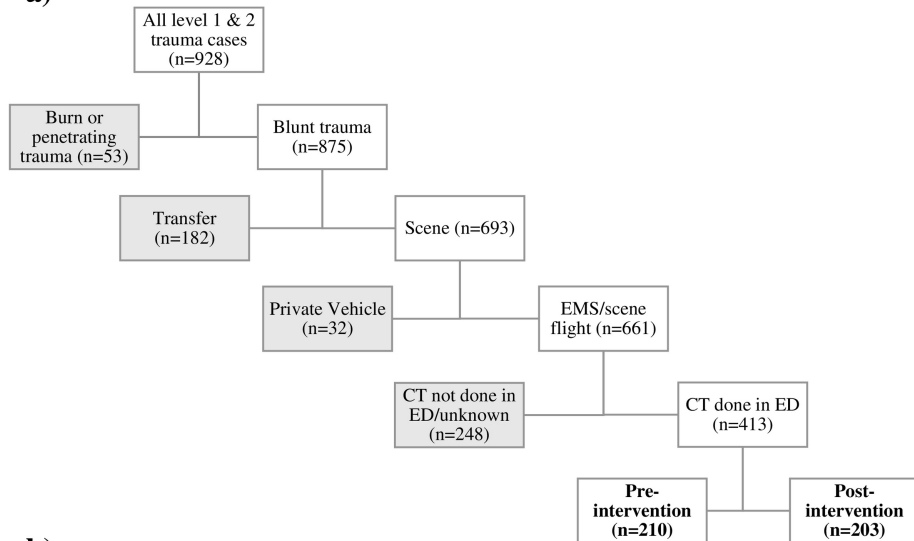 All level 1 & 2
trauma cases
(n=928)
Burn or
penetrating
trauma (n=53)
Blunt trauma
(n=875)
Transfer
(n=182)
Scene (n=693)
Private Vehicle
(n=32)
EMS/scene
flight (n=661)
CT not done in
ED/unknown
(n=248)
CT done in ED
(n=413)
Pre-
intervention
(n=210)
Post-
intervention
(n=203)